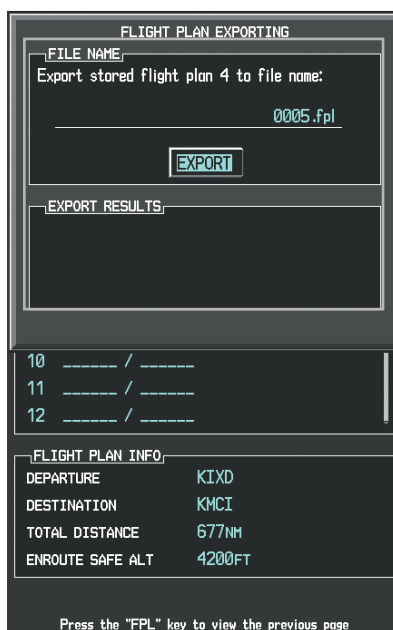 FLIGHT PLAN EXPORTING
FILE NAME
Export stored flight plan 4 to file name:
0005.fpl
EXPORT
EXPORT RESULTS
10 ______ / ______
11 ______ / ______
12 ______ / ______
FLIGHT PLAN INFO
DEPARTURE KIXD
DESTINATION KMCI
TOTAL DISTANCE 677NM
ENROUTE SAFE ALT 4200FT
Press the "FPL" key to view the previous page